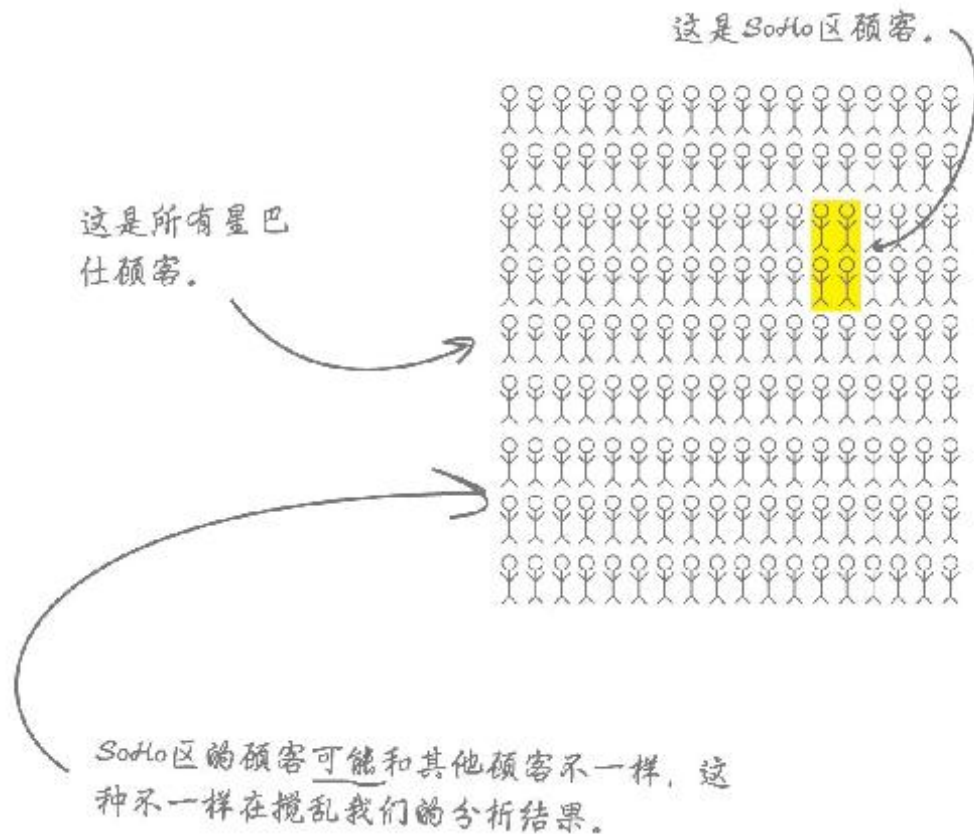 这是SoHo区顾客。
这是所有星巴
仕顾客。
SoHo区的顾客可能和其他顾客不一样，这
种不一样在搅乱我们的分析结果。